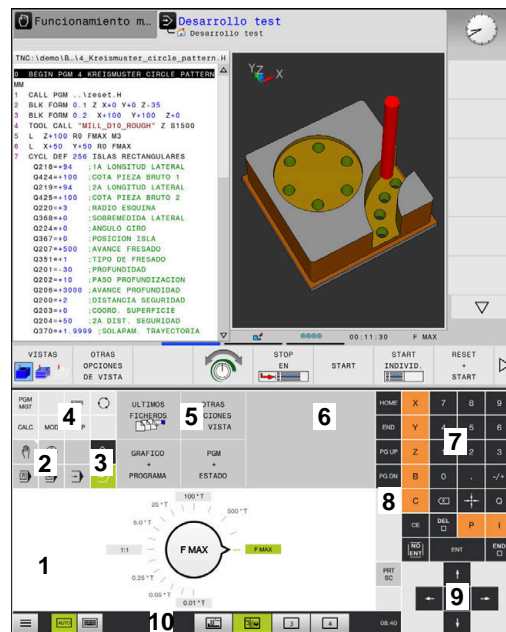 Funcionamiento m…
Desarrollo test
Desarrollo test
TNC:\demo\B…\4_Kreismuster_circle_pattern.H
0 BEGIN PGM 4_KREISMUSTER_CIRCLE_PATTERN
MM
1 CALL PGM ..\reset.H
2 BLK FORM 0.1 Z X+0 Y+0 Z-35
3 BLK FORM 0.2 X+100 Y+100 Z+0
4 TOOL CALL "MILL_D10_ROUGH" Z S1500
5 L Z+100 R0 FMAX M3
6 L X+50 Y+50 R0 FMAX
7 CYCL DEF 256 ISLAS RECTANGULARES
Q218=+94 ;1A LONGITUD LATERAL
Q424=+100 ;COTA PIEZA BRUTO 1
Q219=+94 ;2A LONGITUD LATERAL
Q425=+100 ;COTA PIEZA BRUTO 2
Q220=+3 ;RADIO ESQUINA
Q368=+0 ;SOBREMEDIDA LATERAL
Q224=+0 ;ANGULO GIRO
Q367=+0 ;POSICION ISLA
Q207=+500 ;AVANCE FRESADO
Q351=+1 ;TIPO DE FRESADO
Q201=-30 ;PROFUNDIDAD
Q202=+10 ;PASO PROFUNDIZACION
Q206=+3000 ;AVANCE PROFUNDIDAD
Q200=+2 ;DISTANCIA SEGURIDAD
Q203=+0 ;COORD. SUPERFICIE
Q204=+50 ;2A DIST. SEGURIDAD
Q370=+1.9999 ;SOLAPAM. TRAYECTORIA
Y Z X
00:11:30 F MAX
VISTAS
OTRAS
OPCIONES
DE VISTA
STOP
EN
START
START
INDIVID.
RESET
+
START
PGM
MGT
CALC
ULTIMOS
FICHEROS
VISTA
GRAFICO
+
PROGRAMA
PGM
+
ESTADO
1
2
3
4
5
6
7
8
9
10
HOME X 7 8 9
END Y 5 6
PG UP Z 2 3
PG DN B 0 . -/+
C Q
CE DEL P I
NO
ENT
ENT
END
PRT
SC
100 °T
25 °T
500 °T
5.0 °T
1:1
F MAX
F MAX
0.25 °T
0.05 °T
0.01 °T
AUTO
3
4
08:40